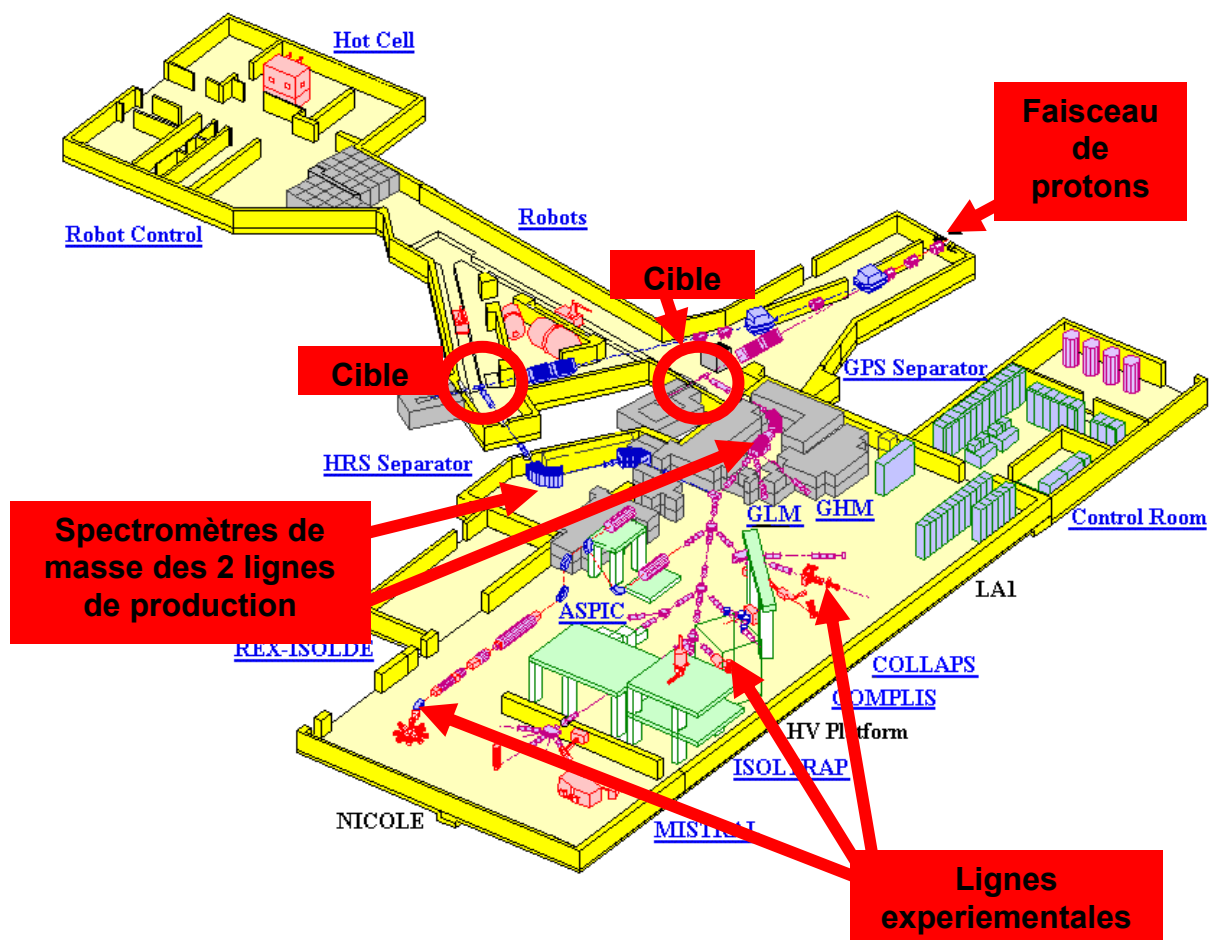 Hot Cell
Faisceau
de
protons
Robots
Robot Control
Cible
Cible
GPS Separator
HRS Separator
GLM
GHM
Control Room
Spectromètres de
masse des 2 lignes
de production
LA1
ASPIC
REX-ISOLDE
COLLAPS
COMPLIS
HV Platform
ISOLTRAP
NICOLE
MISTRAL
Lignes
experiementales